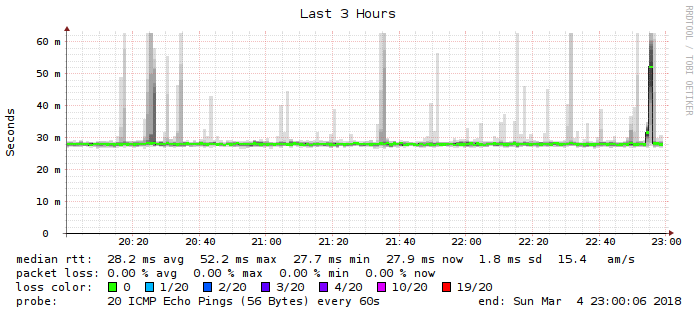 Last 3 Hours
RRDTOOL / TOBI OETIKER
Seconds
60 m
50 m
40 m
30 m
20 m
10 m
0
20:20 20:40 21:00 21:20 21:40 22:00 22:20 22:40 23:00
median rtt: 28.2 ms avg 52.2 ms max 27.7 ms min 27.9 ms now 1.8 ms sd 15.4 am/s
packet loss: 0.00 % avg 0.00 % max 0.00 % min 0.00 % now
loss color: 0 1/20 2/20 3/20 4/20 10/20 19/20
probe: 20 ICMP Echo Pings (56 Bytes) every 60s end: Sun Mar 4 23:00:06 2018